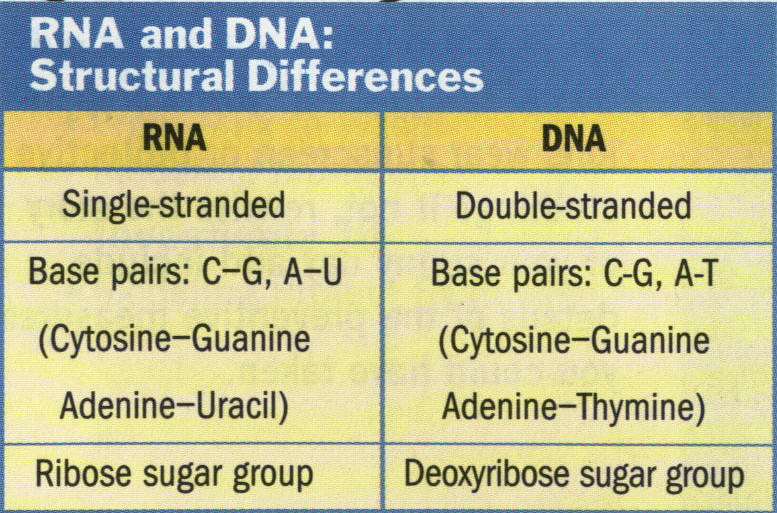 RNA and DNA:
Structural Differences
RNA DNA
Single-stranded Double-stranded
Base pairs: C–G, A–U Base pairs: C-G, A-T
(Cytosine–Guanine (Cytosine–Guanine
Adenine–Uracil) Adenine–Thymine)
Ribose sugar group Deoxyribose sugar group